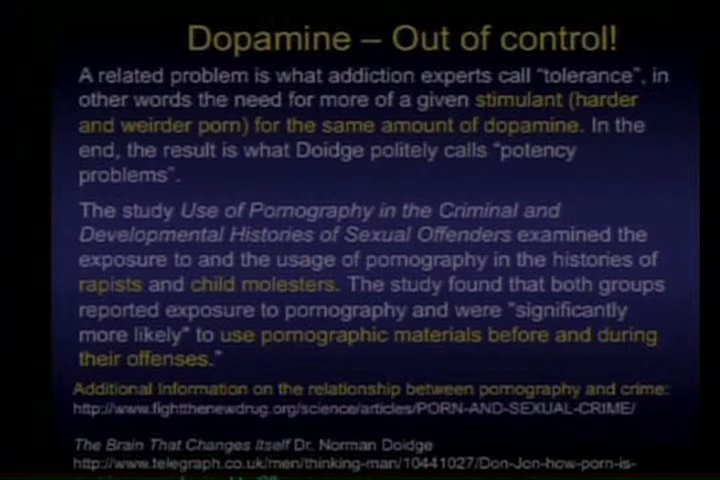 Dopamine – Out of control!
A related problem is what addiction experts call "tolerance", in
other words the need for more of a given stimulant (harder
and weirder porn) for the same amount of dopamine. In the
end, the result is what Doidge politely calls "potency
problems".
The study Use of Pornography in the Criminal and
Developmental Histories of Sexual Offenders examined the
exposure to and the usage of pornography in the histories of
rapists and child molesters. The study found that both groups
reported exposure to pornography and were "significantly
more likely" to use pornographic materials before and during
their offenses."
Additional Information on the relationship between pornography and crime:
http://www.fightthenewdrug.org/science/articles/PORN-AND-SEXUAL-CRIME/
The Brain That Changes Itself Dr. Norman Doidge
http://www.telegraph.co.uk/men/thinking-man/10441027/Don-Jon-how-porn-is-